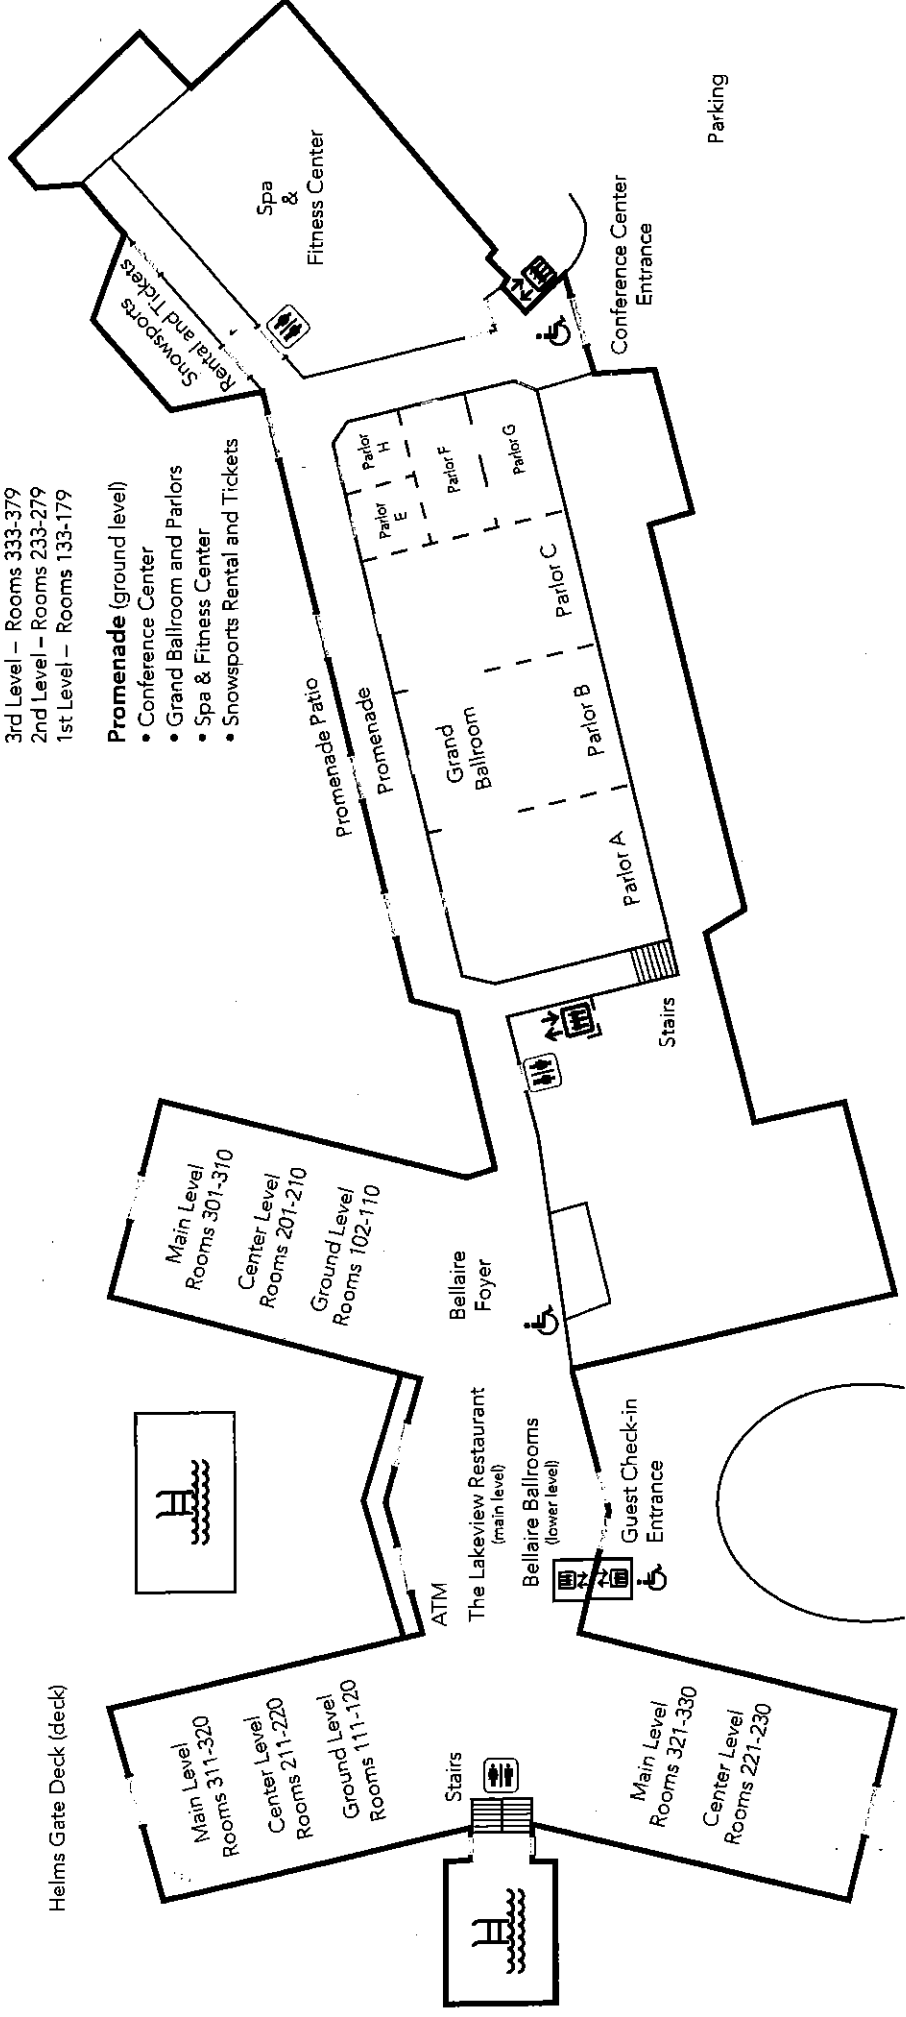 Helms Gate Deck (deck)
3rd Level – Rooms 333-379
2nd Level – Rooms 233-279
1st Level – Rooms 133-179
Promenade (ground level)
• Conference Center
• Grand Ballroom and Parlors
• Spa & Fitness Center
• Snowsports Rental and Tickets
Main Level
Rooms 311-320
Center Level
Rooms 211-220
Ground Level
Rooms 111-120
Stairs
Main Level
Rooms 321-330
Center Level
Rooms 221-230
ATM
The Lakeview Restaurant
(main level)
Bellaire Ballrooms
(lower level)
Guest Check-in
Entrance
Main Level
Rooms 301-310
Center Level
Rooms 201-210
Ground Level
Rooms 102-110
Bellaire
Foyer
Stairs
Promenade Patio
Promenade
Grand
Ballroom
Parlor A
Parlor B
Parlor C
Parlor
E
Parlor
H
Parlor F
Parlor G
Snowsports
Rental and Tickets
Spa
&
Fitness Center
Conference Center
Entrance
Parking